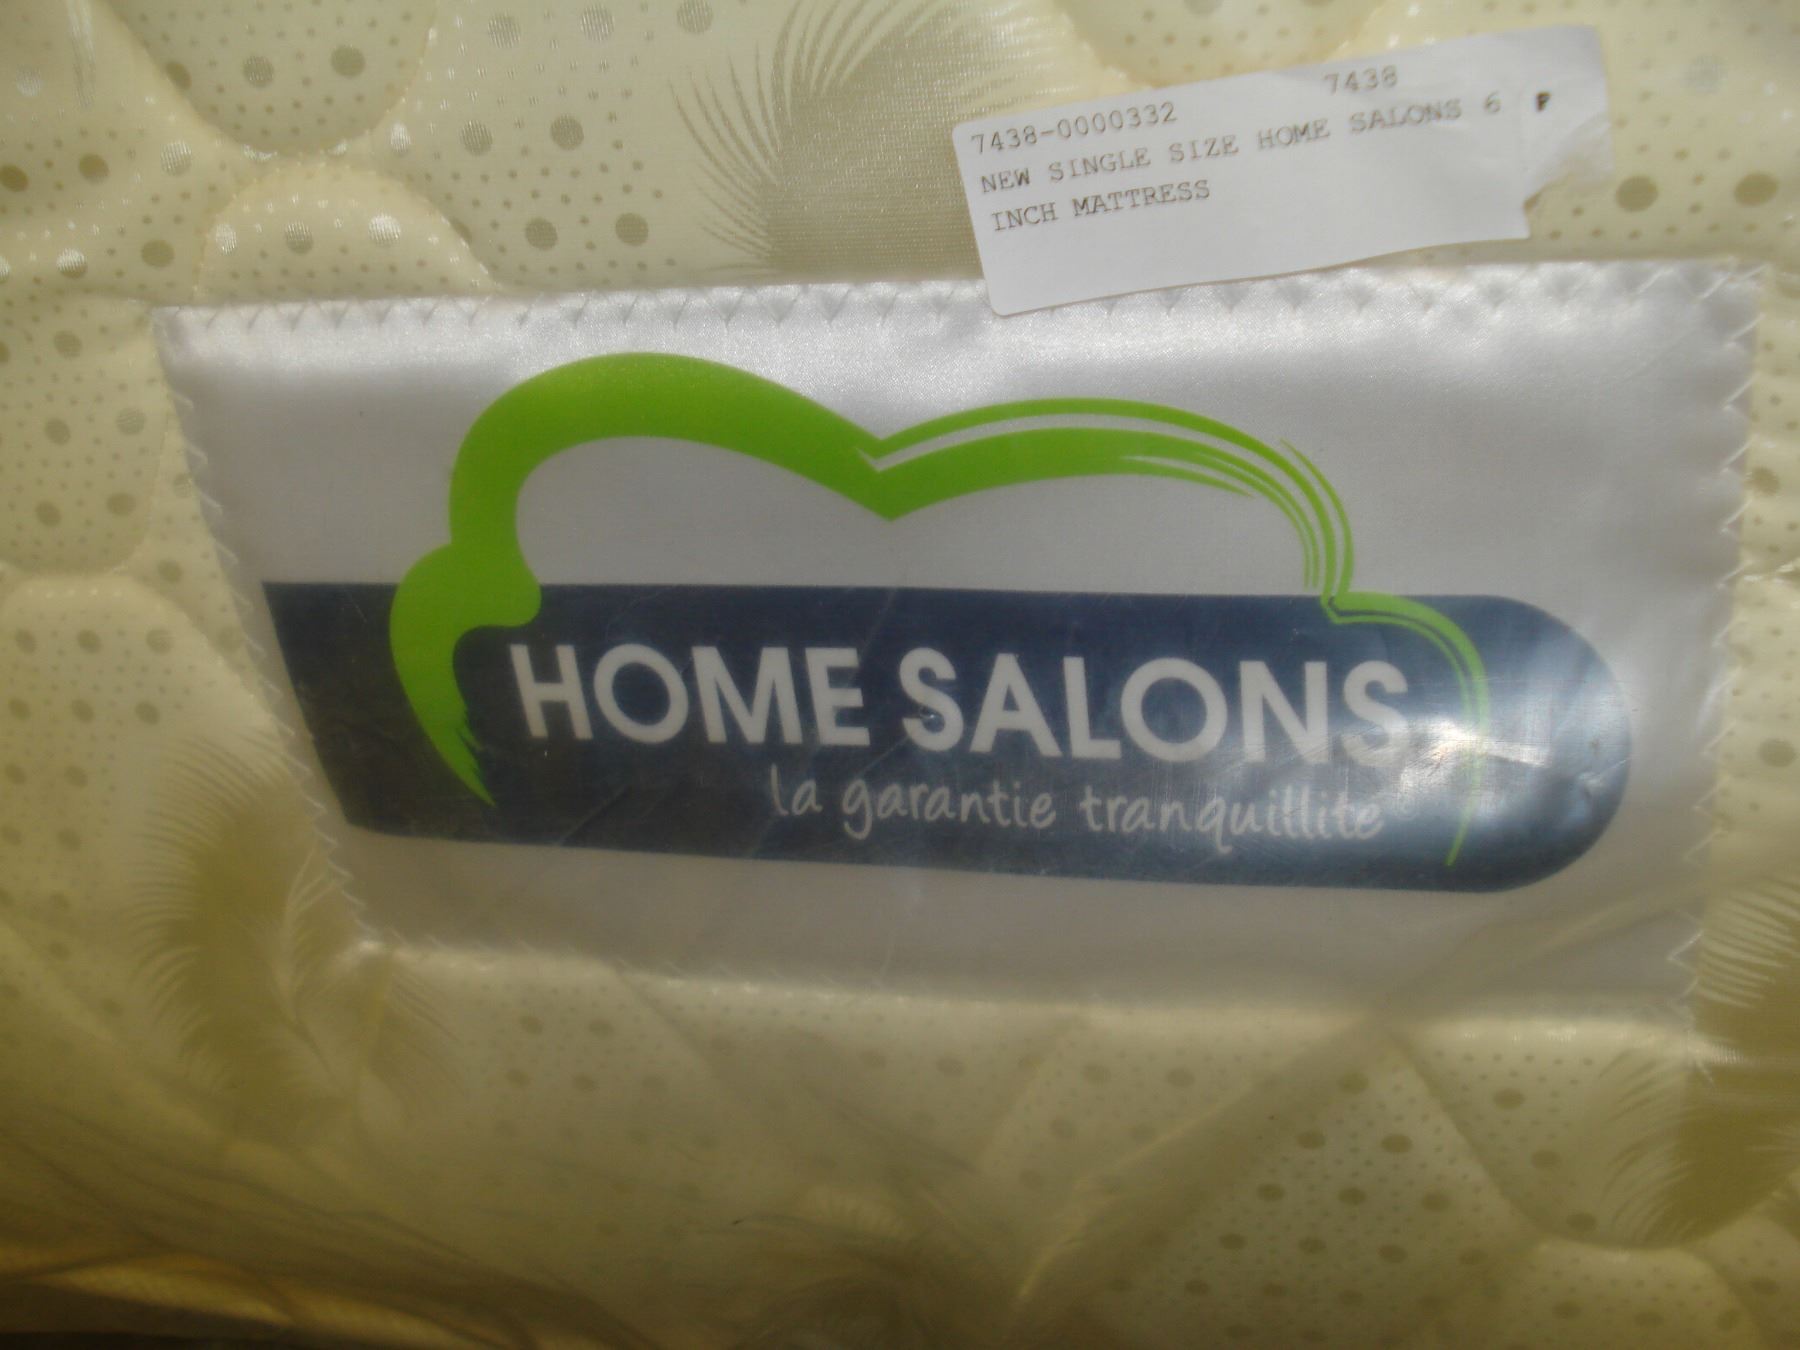 7438-0000332 7438
NEW SINGLE SIZE HOME SALONS 6 P
INCH MATTRESS
HOME SALONS
la garantie tranquillite